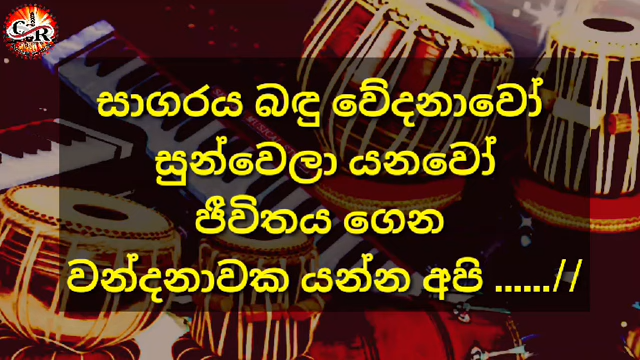 C R
සාගරය බඳු වේදනාවෝ
සුන්වෙලා යනවෝ
ජීවිතය ගෙන
වන්දනාවක යන්න අපි ......//